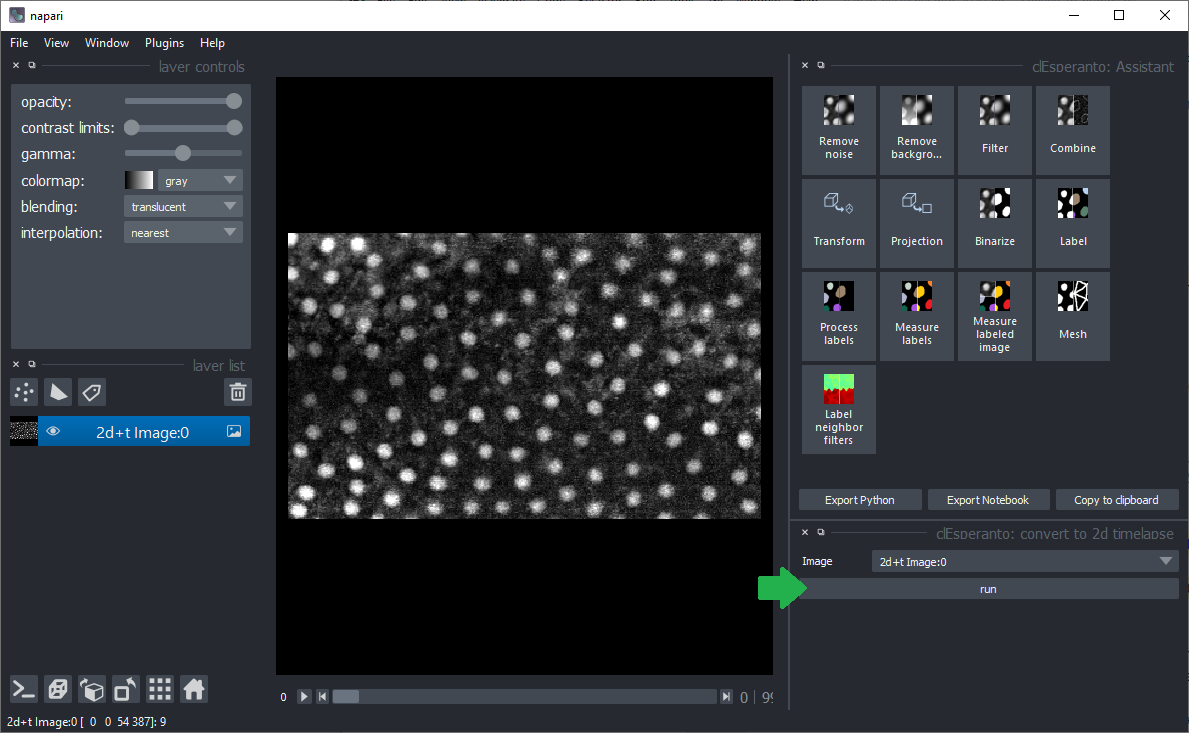 napari
File View Window Plugins Help
layer controls
opacity:
contrast limits:
gamma:
colormap: gray
blending: translucent
interpolation: nearest
layer list
2d+t Image:0
0
0 99
2d+t Image:0 [ 0 0 54 387]: 9
clEsperanto: Assistant
Remove
noise
Remove
backgro...
Filter
Combine
Transform
Projection
Binarize
Label
Process
labels
Measure
labels
Measure
labeled
image
Mesh
Label
neighbor
filters
Export Python
Export Notebook
Copy to clipboard
clEsperanto: convert to 2d timelapse
Image 2d+t Image:0
run